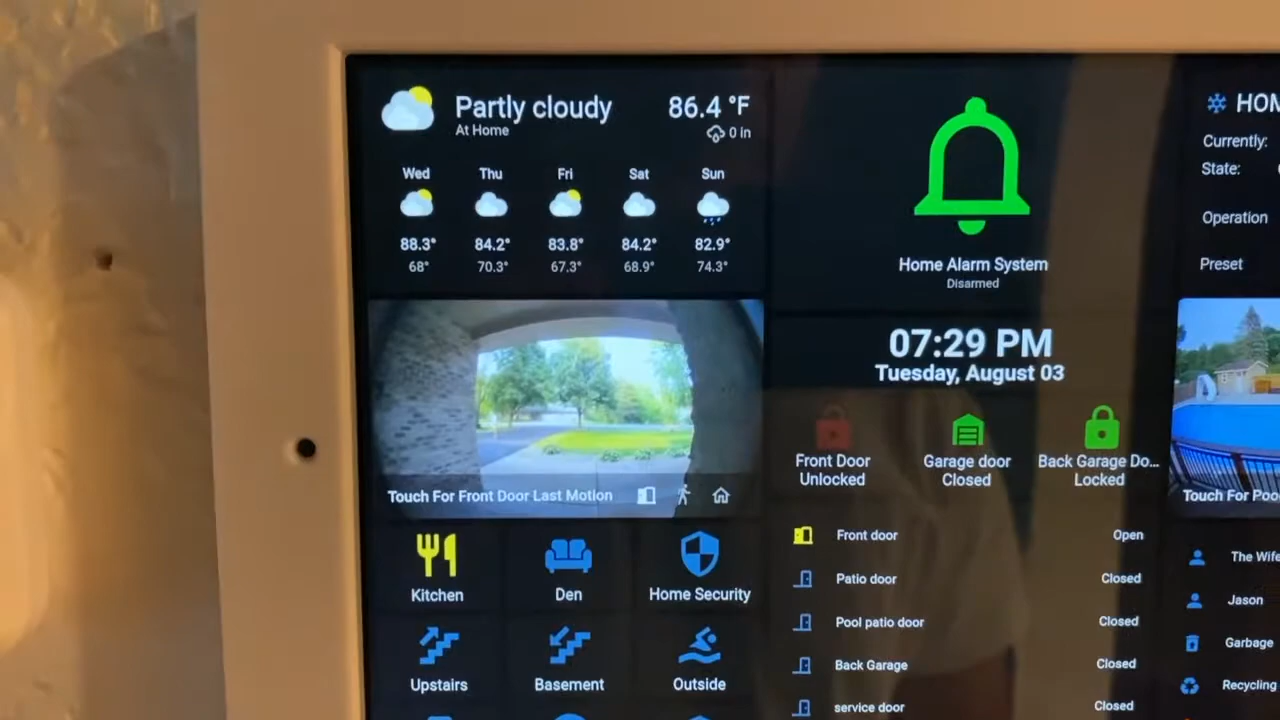 Partly cloudy
At Home
86.4 °F
0 in
Wed Thu Fri Sat Sun
88.3° 84.2° 83.8° 84.2° 82.9°
68° 70.3° 67.3° 68.9° 74.3°
Touch For Front Door Last Motion
Kitchen Den Home Security
Upstairs Basement Outside
Home Alarm System
Disarmed
07:29 PM
Tuesday, August 03
Front Door Garage door Back Garage Do...
Unlocked Closed Locked
Front door Open
Patio door Closed
Pool patio door Closed
Back Garage Closed
service door Closed
HOM
Currently:
State:
Operation
Preset
Touch For Poo
The Wife
Jason
Garbage
Recycling